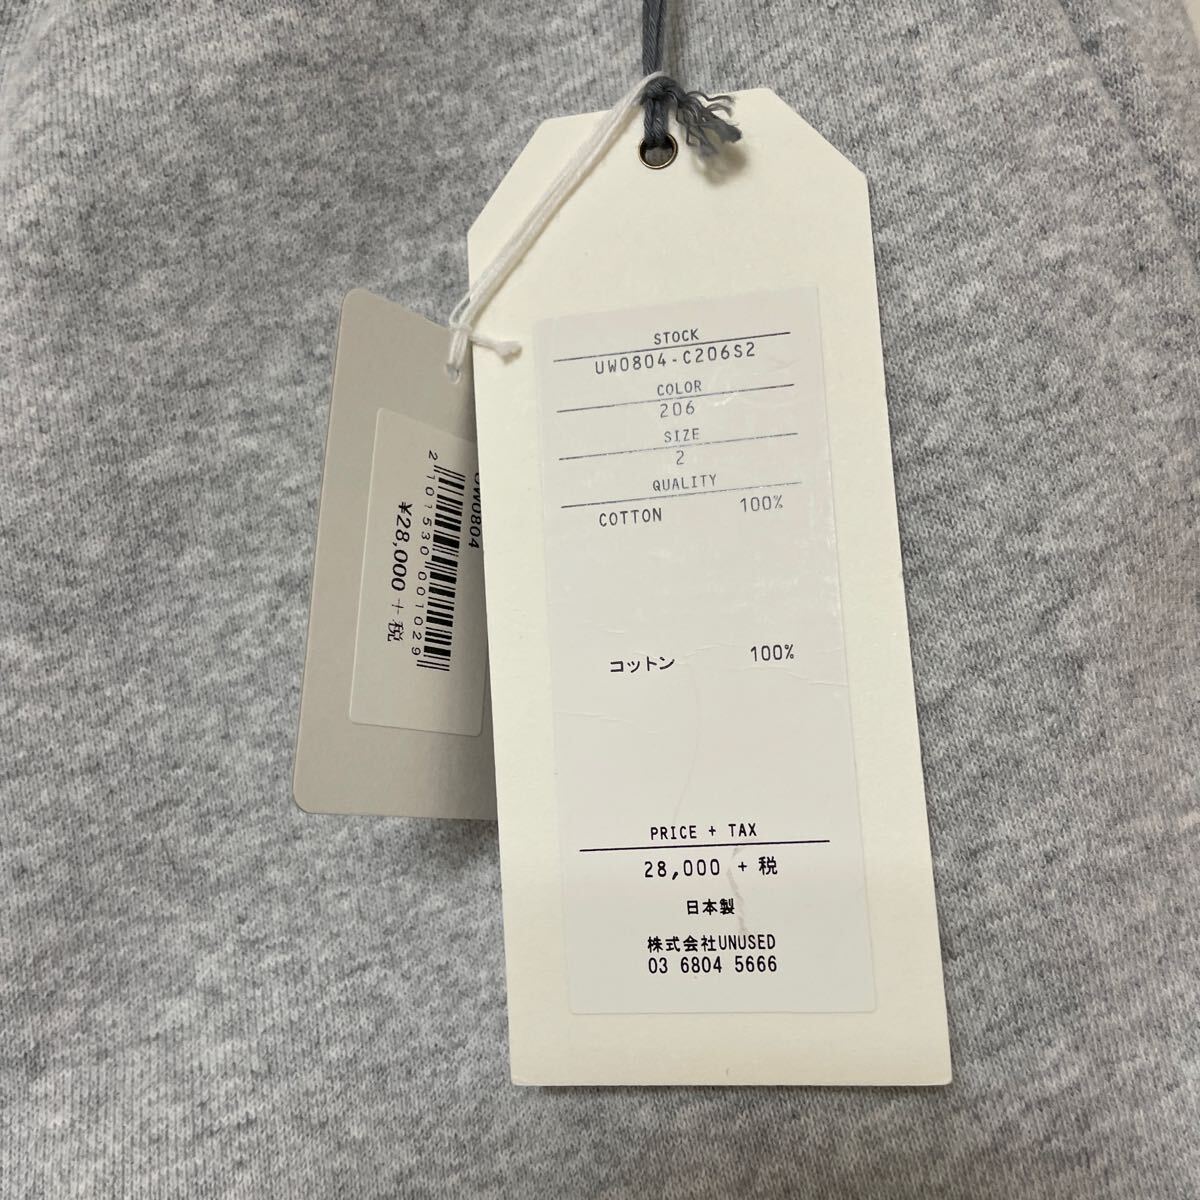 STOCK
UW0804-C206S2
COLOR
206
SIZE
2
QUALITY
COTTON 100%
コットン 100%
PRICE + TAX
28,000 + 税
日本製
株式会社UNUSED
03 6804 5666
UW0804
2101530001029
¥28,000 + 税